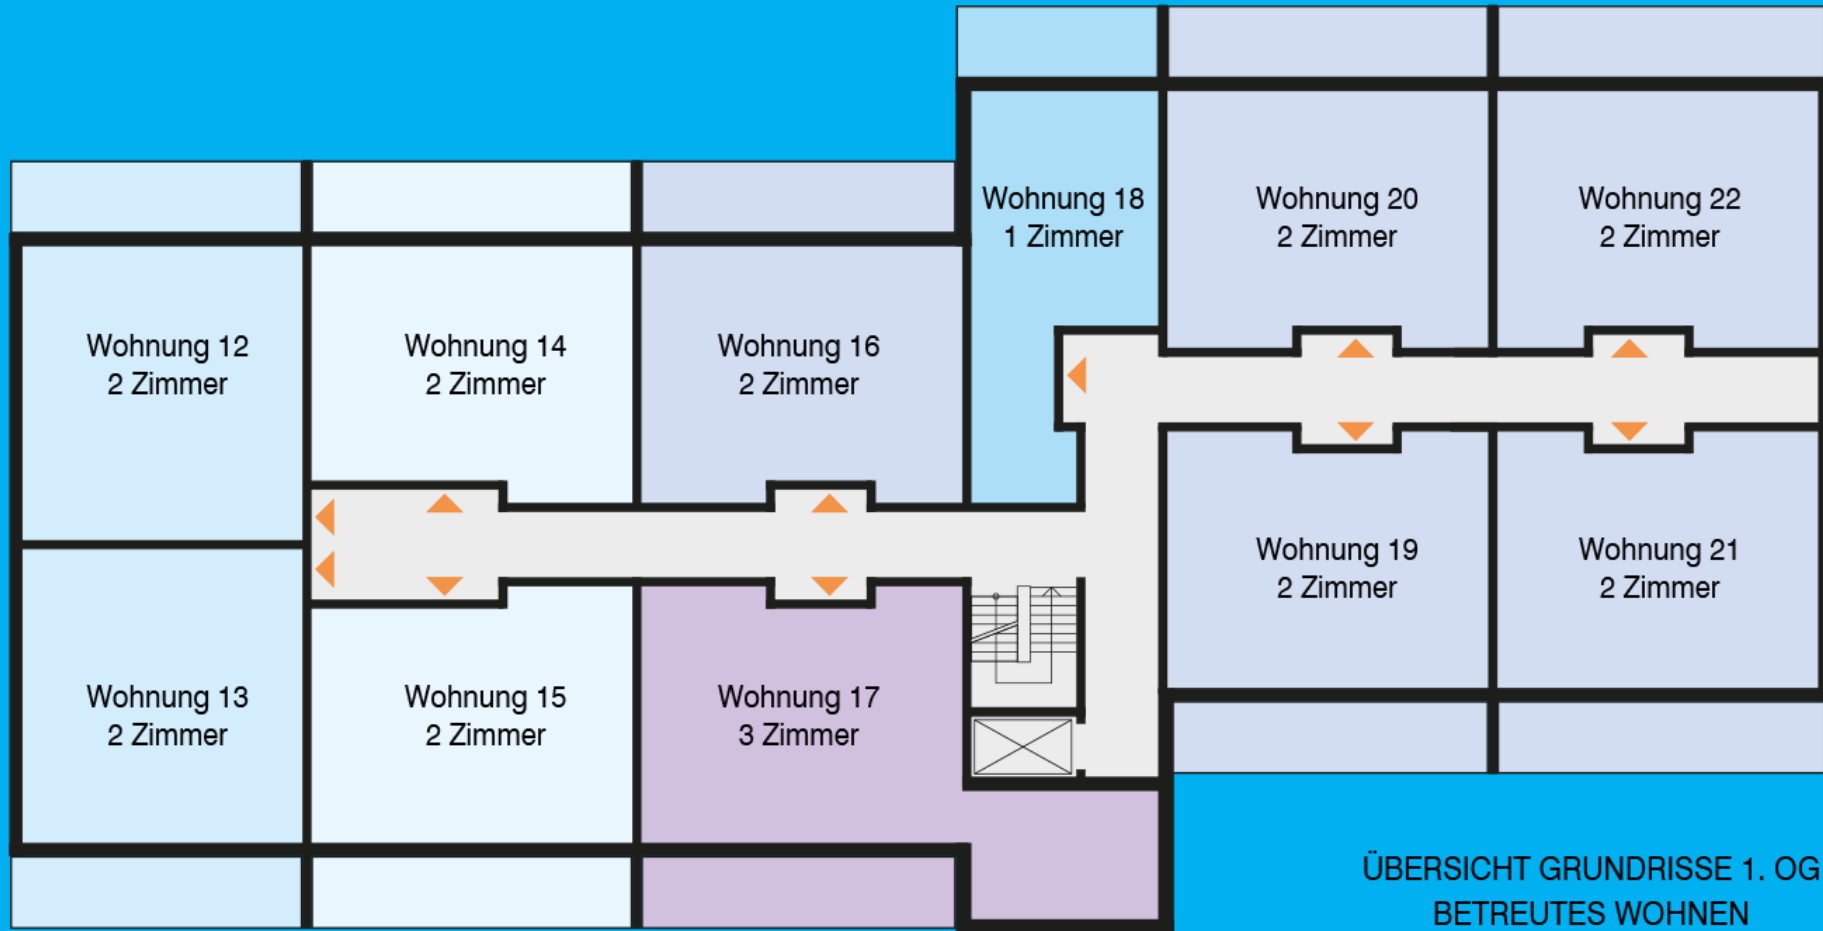 Wohnung 18
1 Zimmer
Wohnung 20
2 Zimmer
Wohnung 22
2 Zimmer
Wohnung 12
2 Zimmer
Wohnung 14
2 Zimmer
Wohnung 16
2 Zimmer
Wohnung 19
2 Zimmer
Wohnung 21
2 Zimmer
Wohnung 13
2 Zimmer
Wohnung 15
2 Zimmer
Wohnung 17
3 Zimmer
ÜBERSICHT GRUNDRISSE 1. OG
BETREUTES WOHNEN